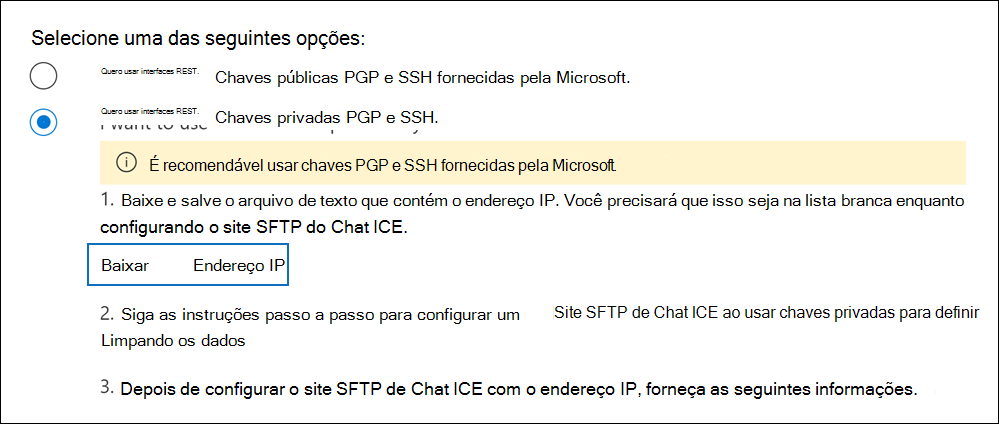 Selecione uma das seguintes opções:
Quero usar interfaces REST. Chaves públicas PGP e SSH fornecidas pela Microsoft.
Quero usar interfaces REST. Chaves privadas PGP e SSH.
I want to use
É recomendável usar chaves PGP e SSH fornecidas pela Microsoft
1. Baixe e salve o arquivo de texto que contém o endereço IP. Você precisará que isso seja na lista branca enquanto
configurando o site SFTP do Chat ICE.
Baixar Endereço IP
2. Siga as instruções passo a passo para configurar um Site SFTP de Chat ICE ao usar chaves privadas para definir
Limpando os dados
3. Depois de configurar o site SFTP de Chat ICE com o endereço IP, forneça as seguintes informações.